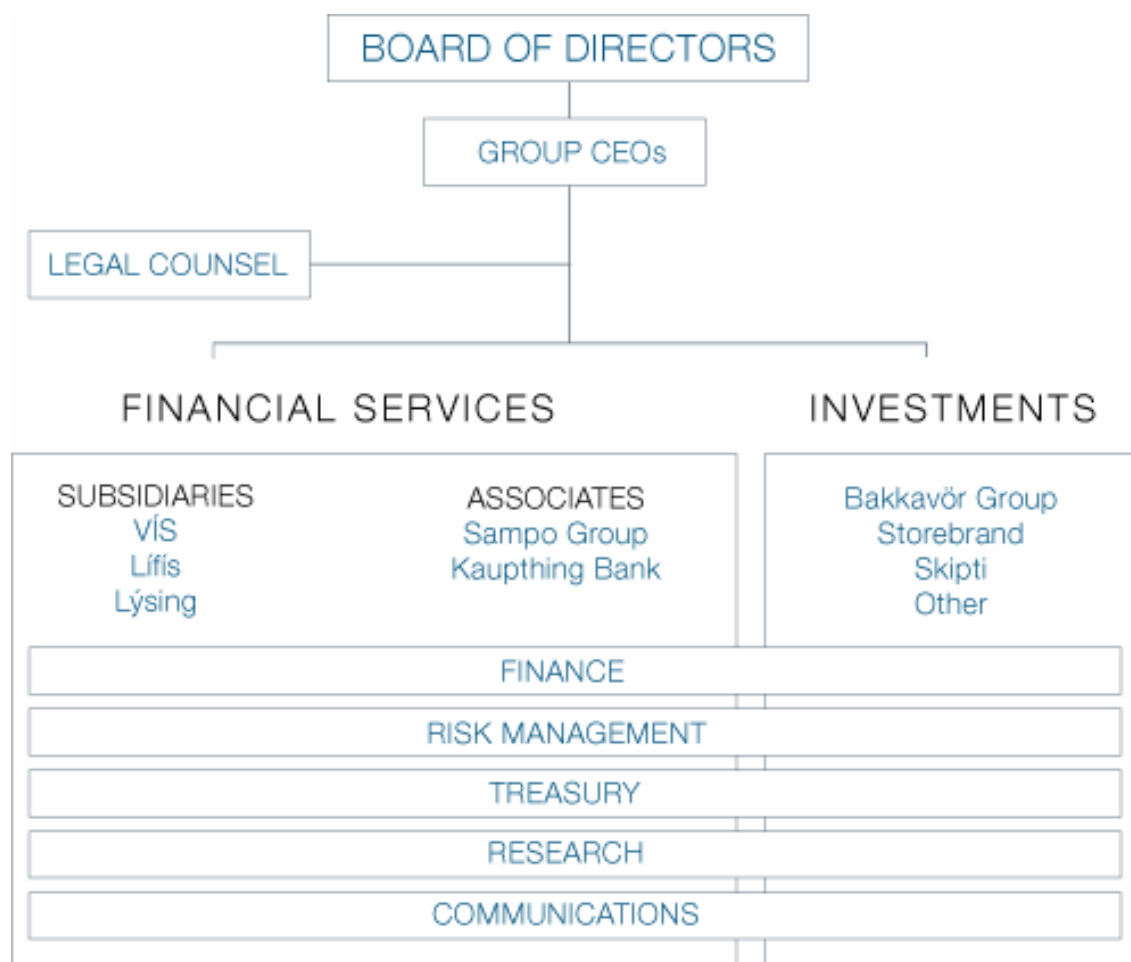 BOARD OF DIRECTORS
GROUP CEOs
LEGAL COUNSEL
FINANCIAL SERVICES
INVESTMENTS
SUBSIDIARIES
VÍS
Lífís
Lýsing
ASSOCIATES
Sampo Group
Kaupthing Bank
Bakkavör Group
Storebrand
Skipti
Other
FINANCE
RISK MANAGEMENT
TREASURY
RESEARCH
COMMUNICATIONS